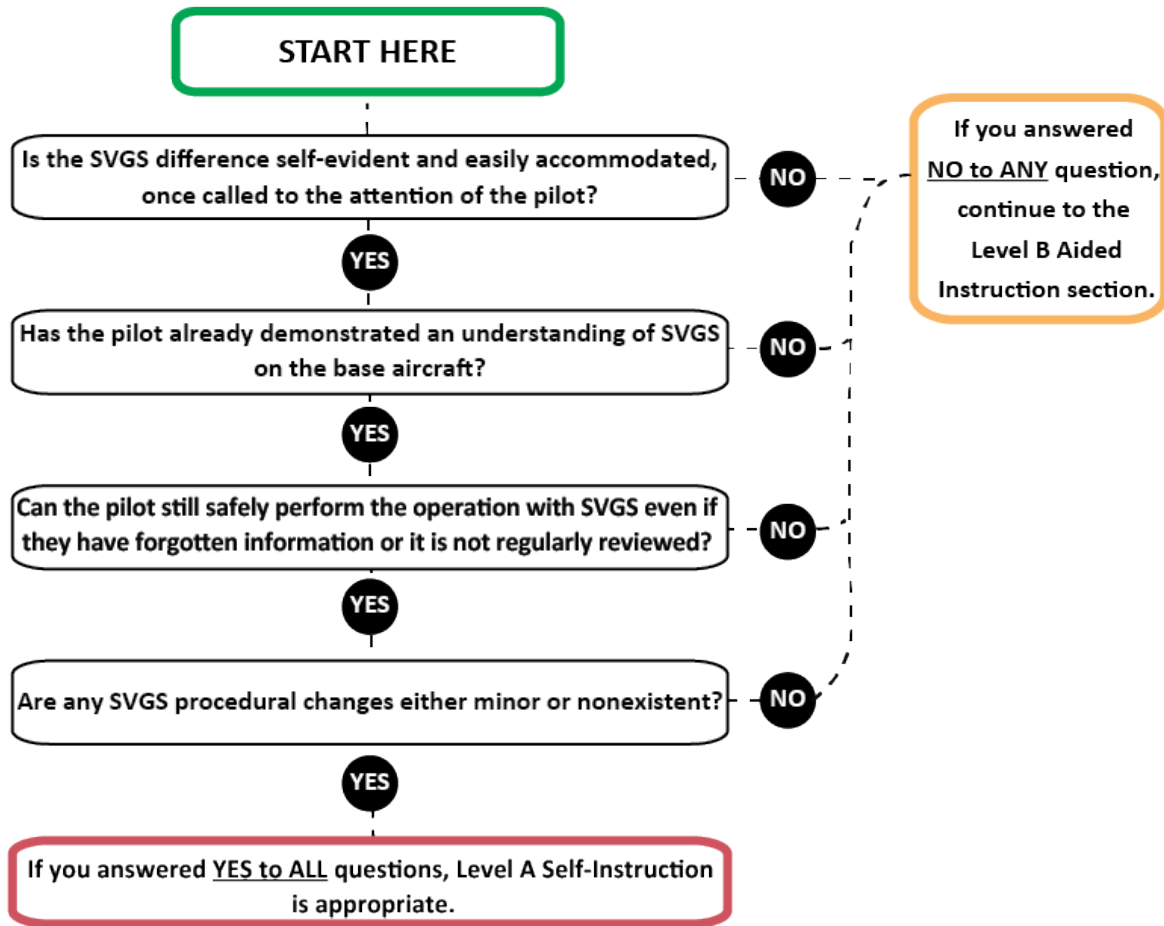 START HERE
Is the SVGS difference self-evident and easily accommodated,
once called to the attention of the pilot?
NO
YES
Has the pilot already demonstrated an understanding of SVGS
on the base aircraft?
NO
YES
Can the pilot still safely perform the operation with SVGS even if
they have forgotten information or it is not regularly reviewed?
NO
YES
Are any SVGS procedural changes either minor or nonexistent?
NO
YES
If you answered YES to ALL questions, Level A Self-Instruction
is appropriate.
If you answered
NO to ANY question,
continue to the
Level B Aided
Instruction section.